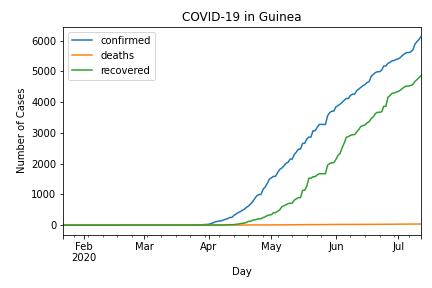 COVID-19 in Guinea
confirmed
deaths
recovered
Number of Cases
6000
5000
4000
3000
2000
1000
0
Feb
2020
Mar
Apr
May
Jun
Jul
Day